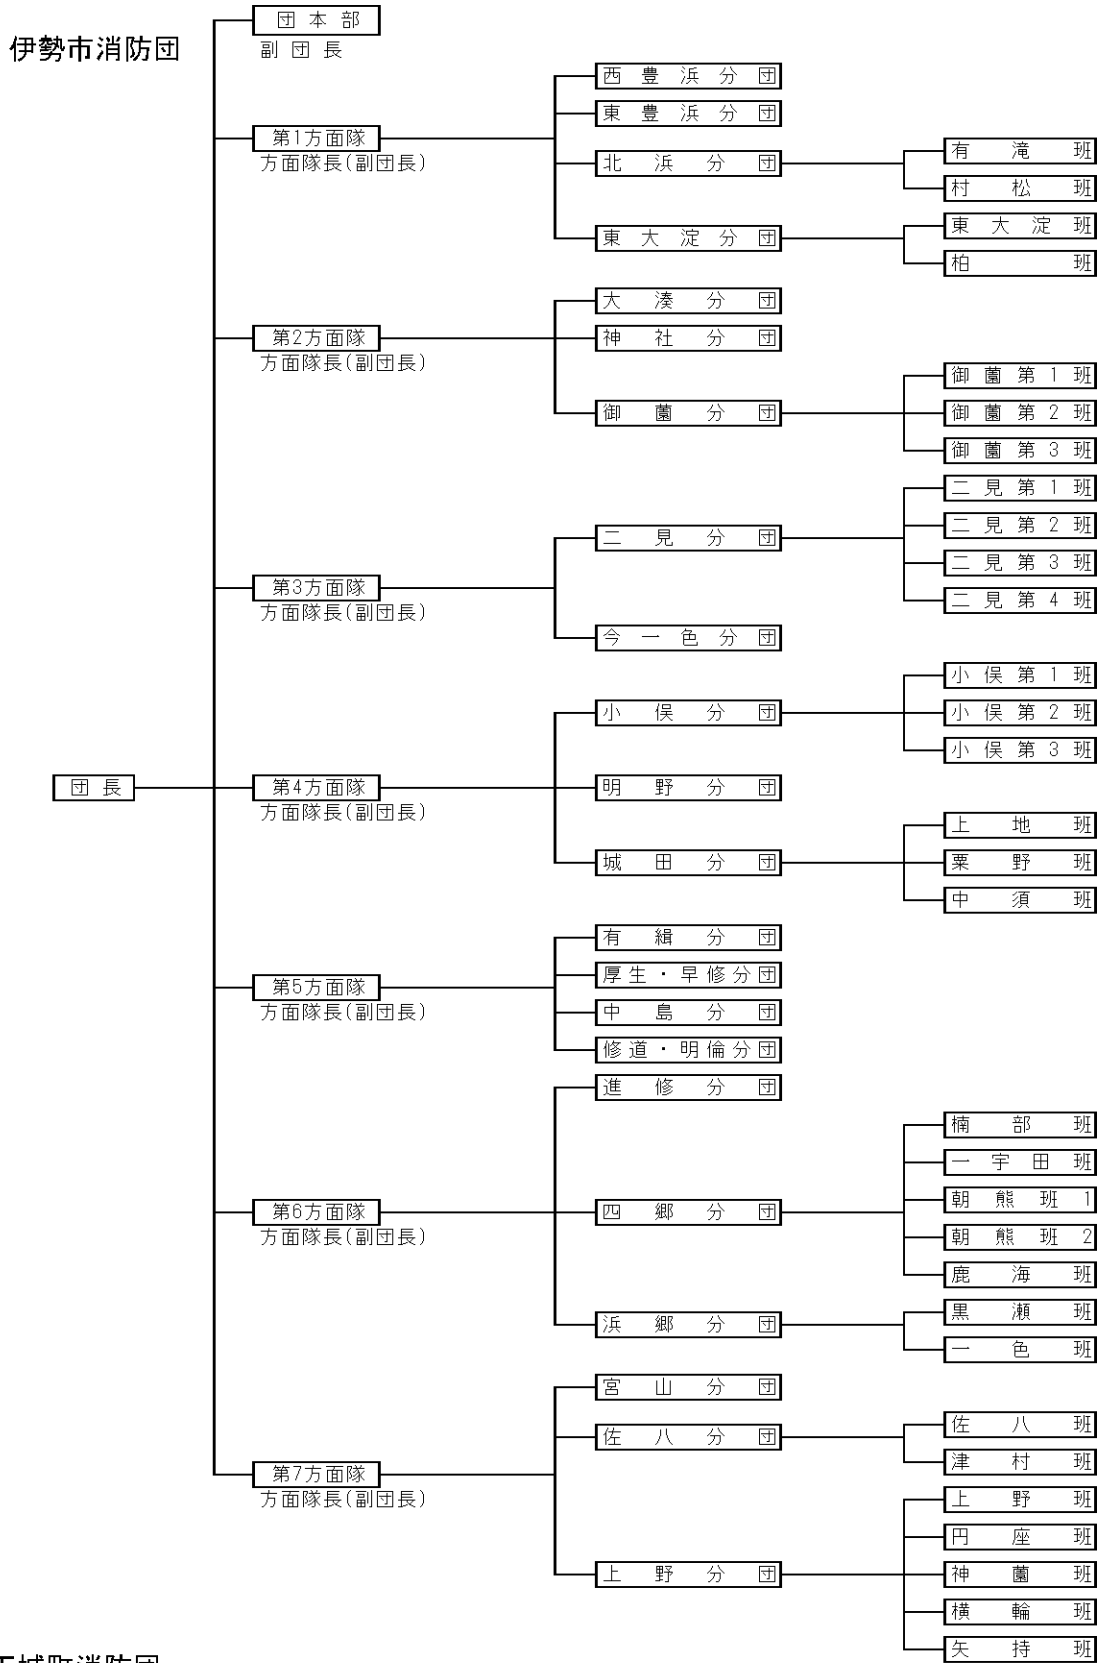 伊勢市消防団
団長
団本部
副団長
第1方面隊
方面隊長(副団長)
西豊浜分団
東豊浜分団
北浜分団
有滝班
村松班
東大淀分団
東大淀班
柏班
第2方面隊
方面隊長(副団長)
大湊分団
神社分団
御薗分団
御薗第1班
御薗第2班
御薗第3班
第3方面隊
方面隊長(副団長)
二見分団
二見第1班
二見第2班
二見第3班
二見第4班
今一色分団
第4方面隊
方面隊長(副団長)
小俣分団
小俣第1班
小俣第2班
小俣第3班
明野分団
城田分団
上地班
粟野班
中須班
第5方面隊
方面隊長(副団長)
有緝分団
厚生・早修分団
中島分団
修道・明倫分団
第6方面隊
方面隊長(副団長)
進修分団
四郷分団
楠部班
一宇田班
朝熊班1
朝熊班2
鹿海班
浜郷分団
黒瀬班
一色班
第7方面隊
方面隊長(副団長)
宮山分団
佐八分団
佐八班
津村班
上野分団
上野班
円座班
神薗班
横輪班
矢持班
玉城町消防団